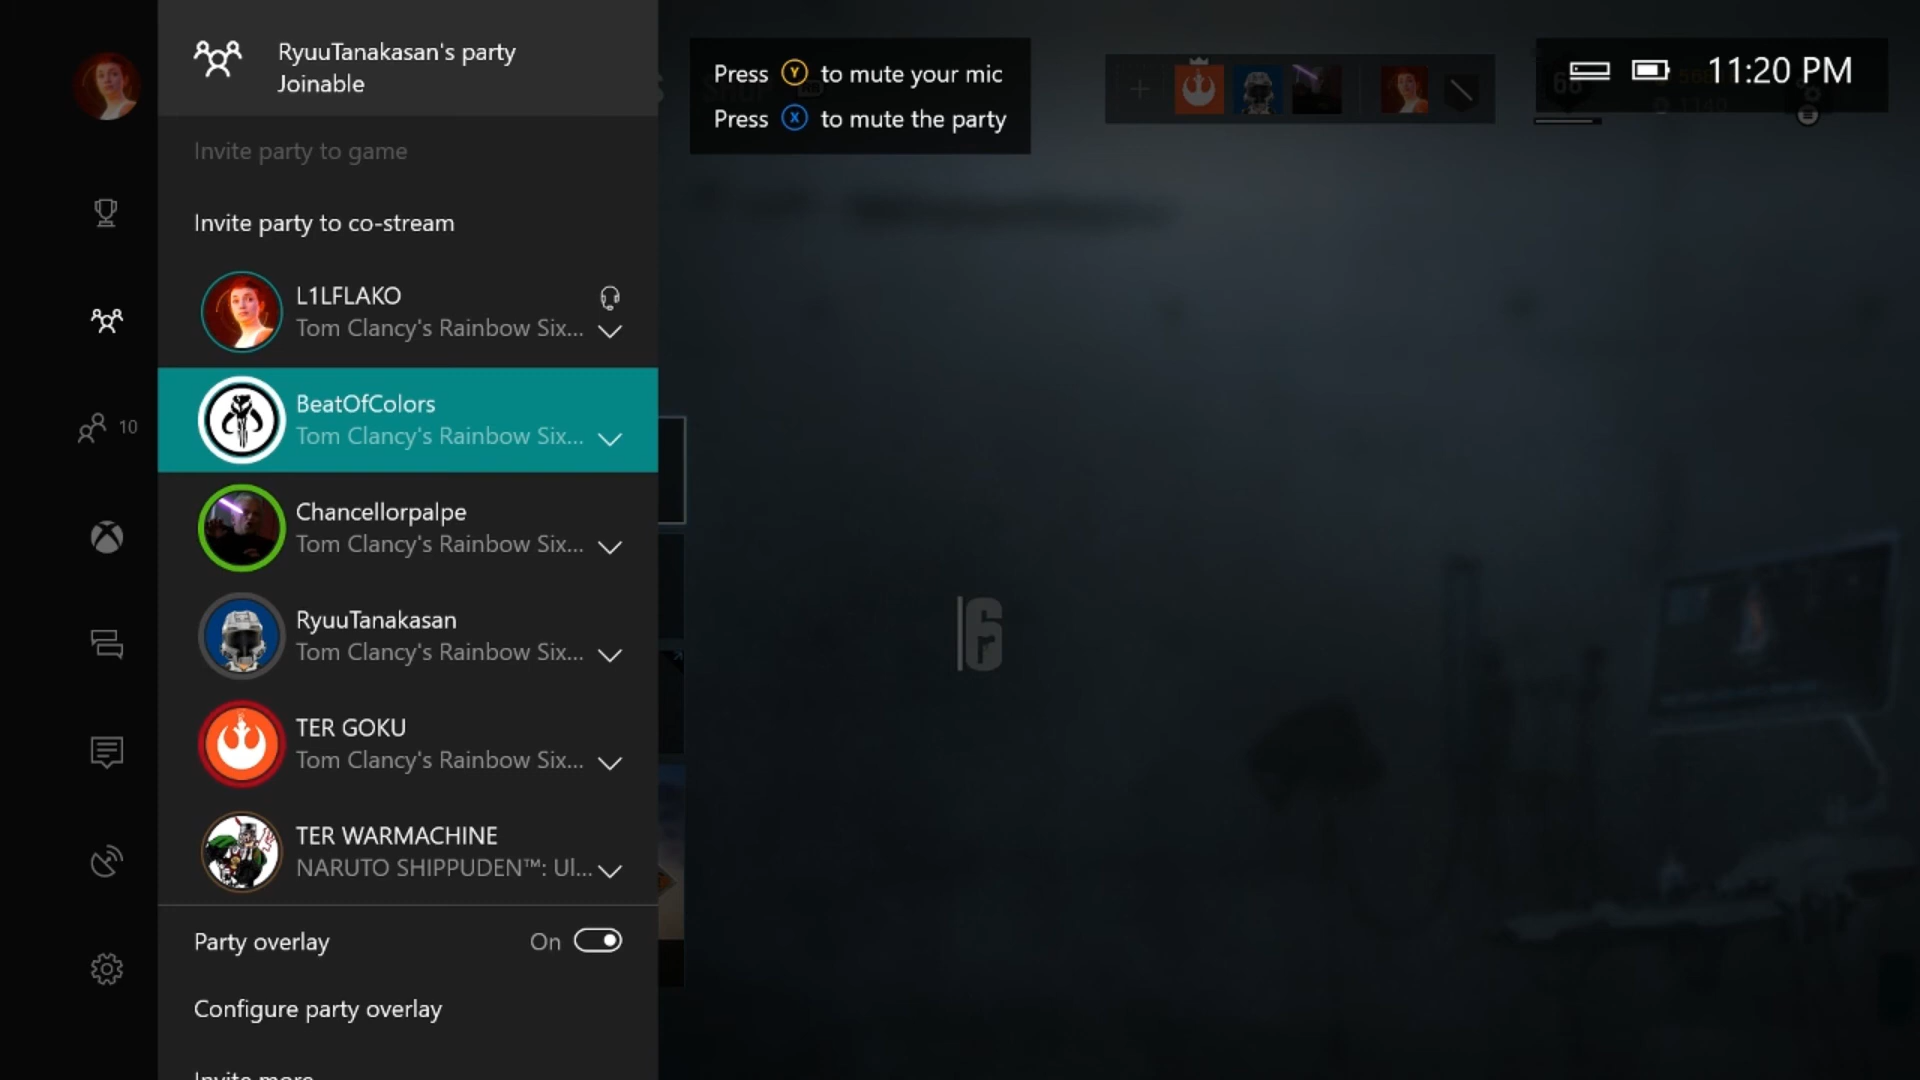 RyuuTanakasan's party
Joinable
Invite party to game
Invite party to co-stream
L1LFLAKO
Tom Clancy's Rainbow Six...
BeatOfColors
Tom Clancy's Rainbow Six...
Chancellorpalpe
Tom Clancy's Rainbow Six...
RyuuTanakasan
Tom Clancy's Rainbow Six...
TER GOKU
Tom Clancy's Rainbow Six...
TER WARMACHINE
NARUTO SHIPPUDEN™: Ul...
Party overlay On
Configure party overlay
Invite more
10
Press Y to mute your mic
Press X to mute the party
11:20 PM
6